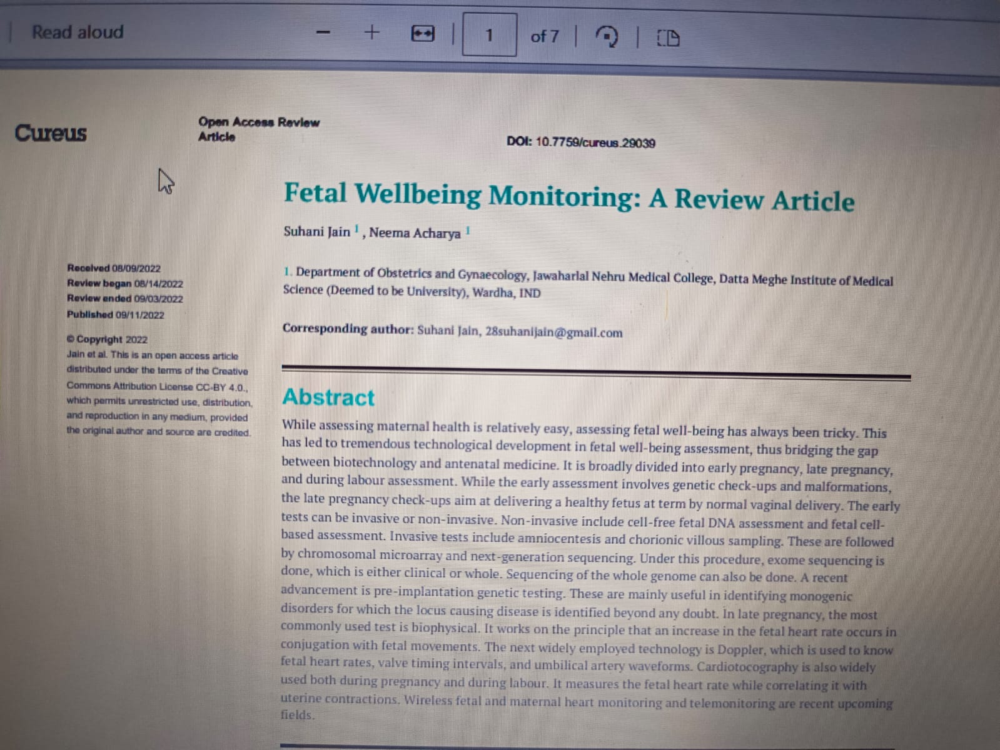 Read aloud
1 of 7
Cureus
Open Access Review
Article
DOI: 10.7759/cureus.29039
Fetal Wellbeing Monitoring: A Review Article
Suhani Jain 1 , Neema Acharya 1
Received 08/09/2022
Review began 08/14/2022
Review ended 09/03/2022
Published 09/11/2022
© Copyright 2022
Jain et al. This is an open access article
distributed under the terms of the Creative
Commons Attribution License CC-BY 4.0.,
which permits unrestricted use, distribution,
and reproduction in any medium, provided
the original author and source are credited.
1. Department of Obstetrics and Gynaecology, Jawaharlal Nehru Medical College, Datta Meghe Institute of Medical
Science (Deemed to be University), Wardha, IND
Corresponding author: Suhani Jain, 28suhanijain@gmail.com
Abstract
While assessing maternal health is relatively easy, assessing fetal well-being has always been tricky. This
has led to tremendous technological development in fetal well-being assessment, thus bridging the gap
between biotechnology and antenatal medicine. It is broadly divided into early pregnancy, late pregnancy,
and during labour assessment. While the early assessment involves genetic check-ups and malformations,
the late pregnancy check-ups aim at delivering a healthy fetus at term by normal vaginal delivery. The early
tests can be invasive or non-invasive. Non-invasive include cell-free fetal DNA assessment and fetal cell-
based assessment. Invasive tests include amniocentesis and chorionic villous sampling. These are followed
by chromosomal microarray and next-generation sequencing. Under this procedure, exome sequencing is
done, which is either clinical or whole. Sequencing of the whole genome can also be done. A recent
advancement is pre-implantation genetic testing. These are mainly useful in identifying monogenic
disorders for which the locus causing disease is identified beyond any doubt. In late pregnancy, the most
commonly used test is biophysical. It works on the principle that an increase in the fetal heart rate occurs in
conjugation with fetal movements. The next widely employed technology is Doppler, which is used to know
fetal heart rates, valve timing intervals, and umbilical artery waveforms. Cardiotocography is also widely
used both during pregnancy and during labour. It measures the fetal heart rate while correlating it with
uterine contractions. Wireless fetal and maternal heart monitoring and telemonitoring are recent upcoming
fields.